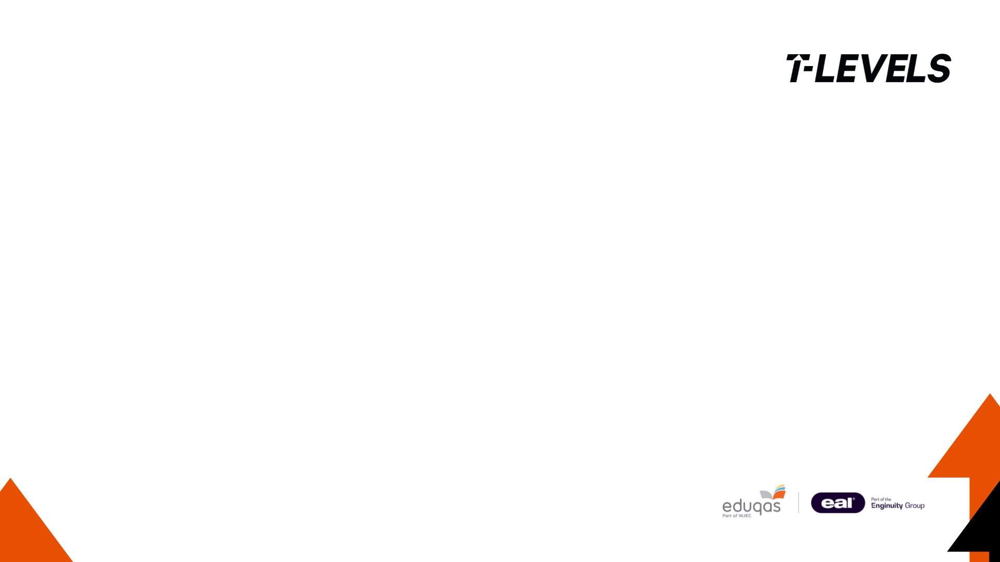 T-LEVELS
eduqas
Part of WJEC
eal
Part of the
Enginuity Group